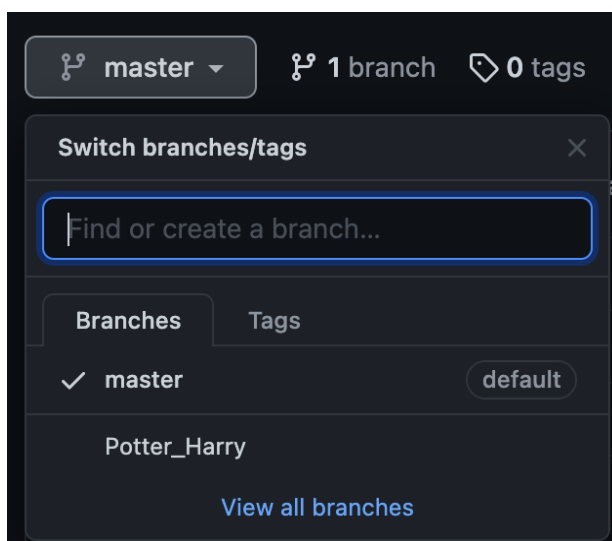 master 1 branch 0 tags
Switch branches/tags
Find or create a branch...
Branches Tags
master default
Potter_Harry
View all branches